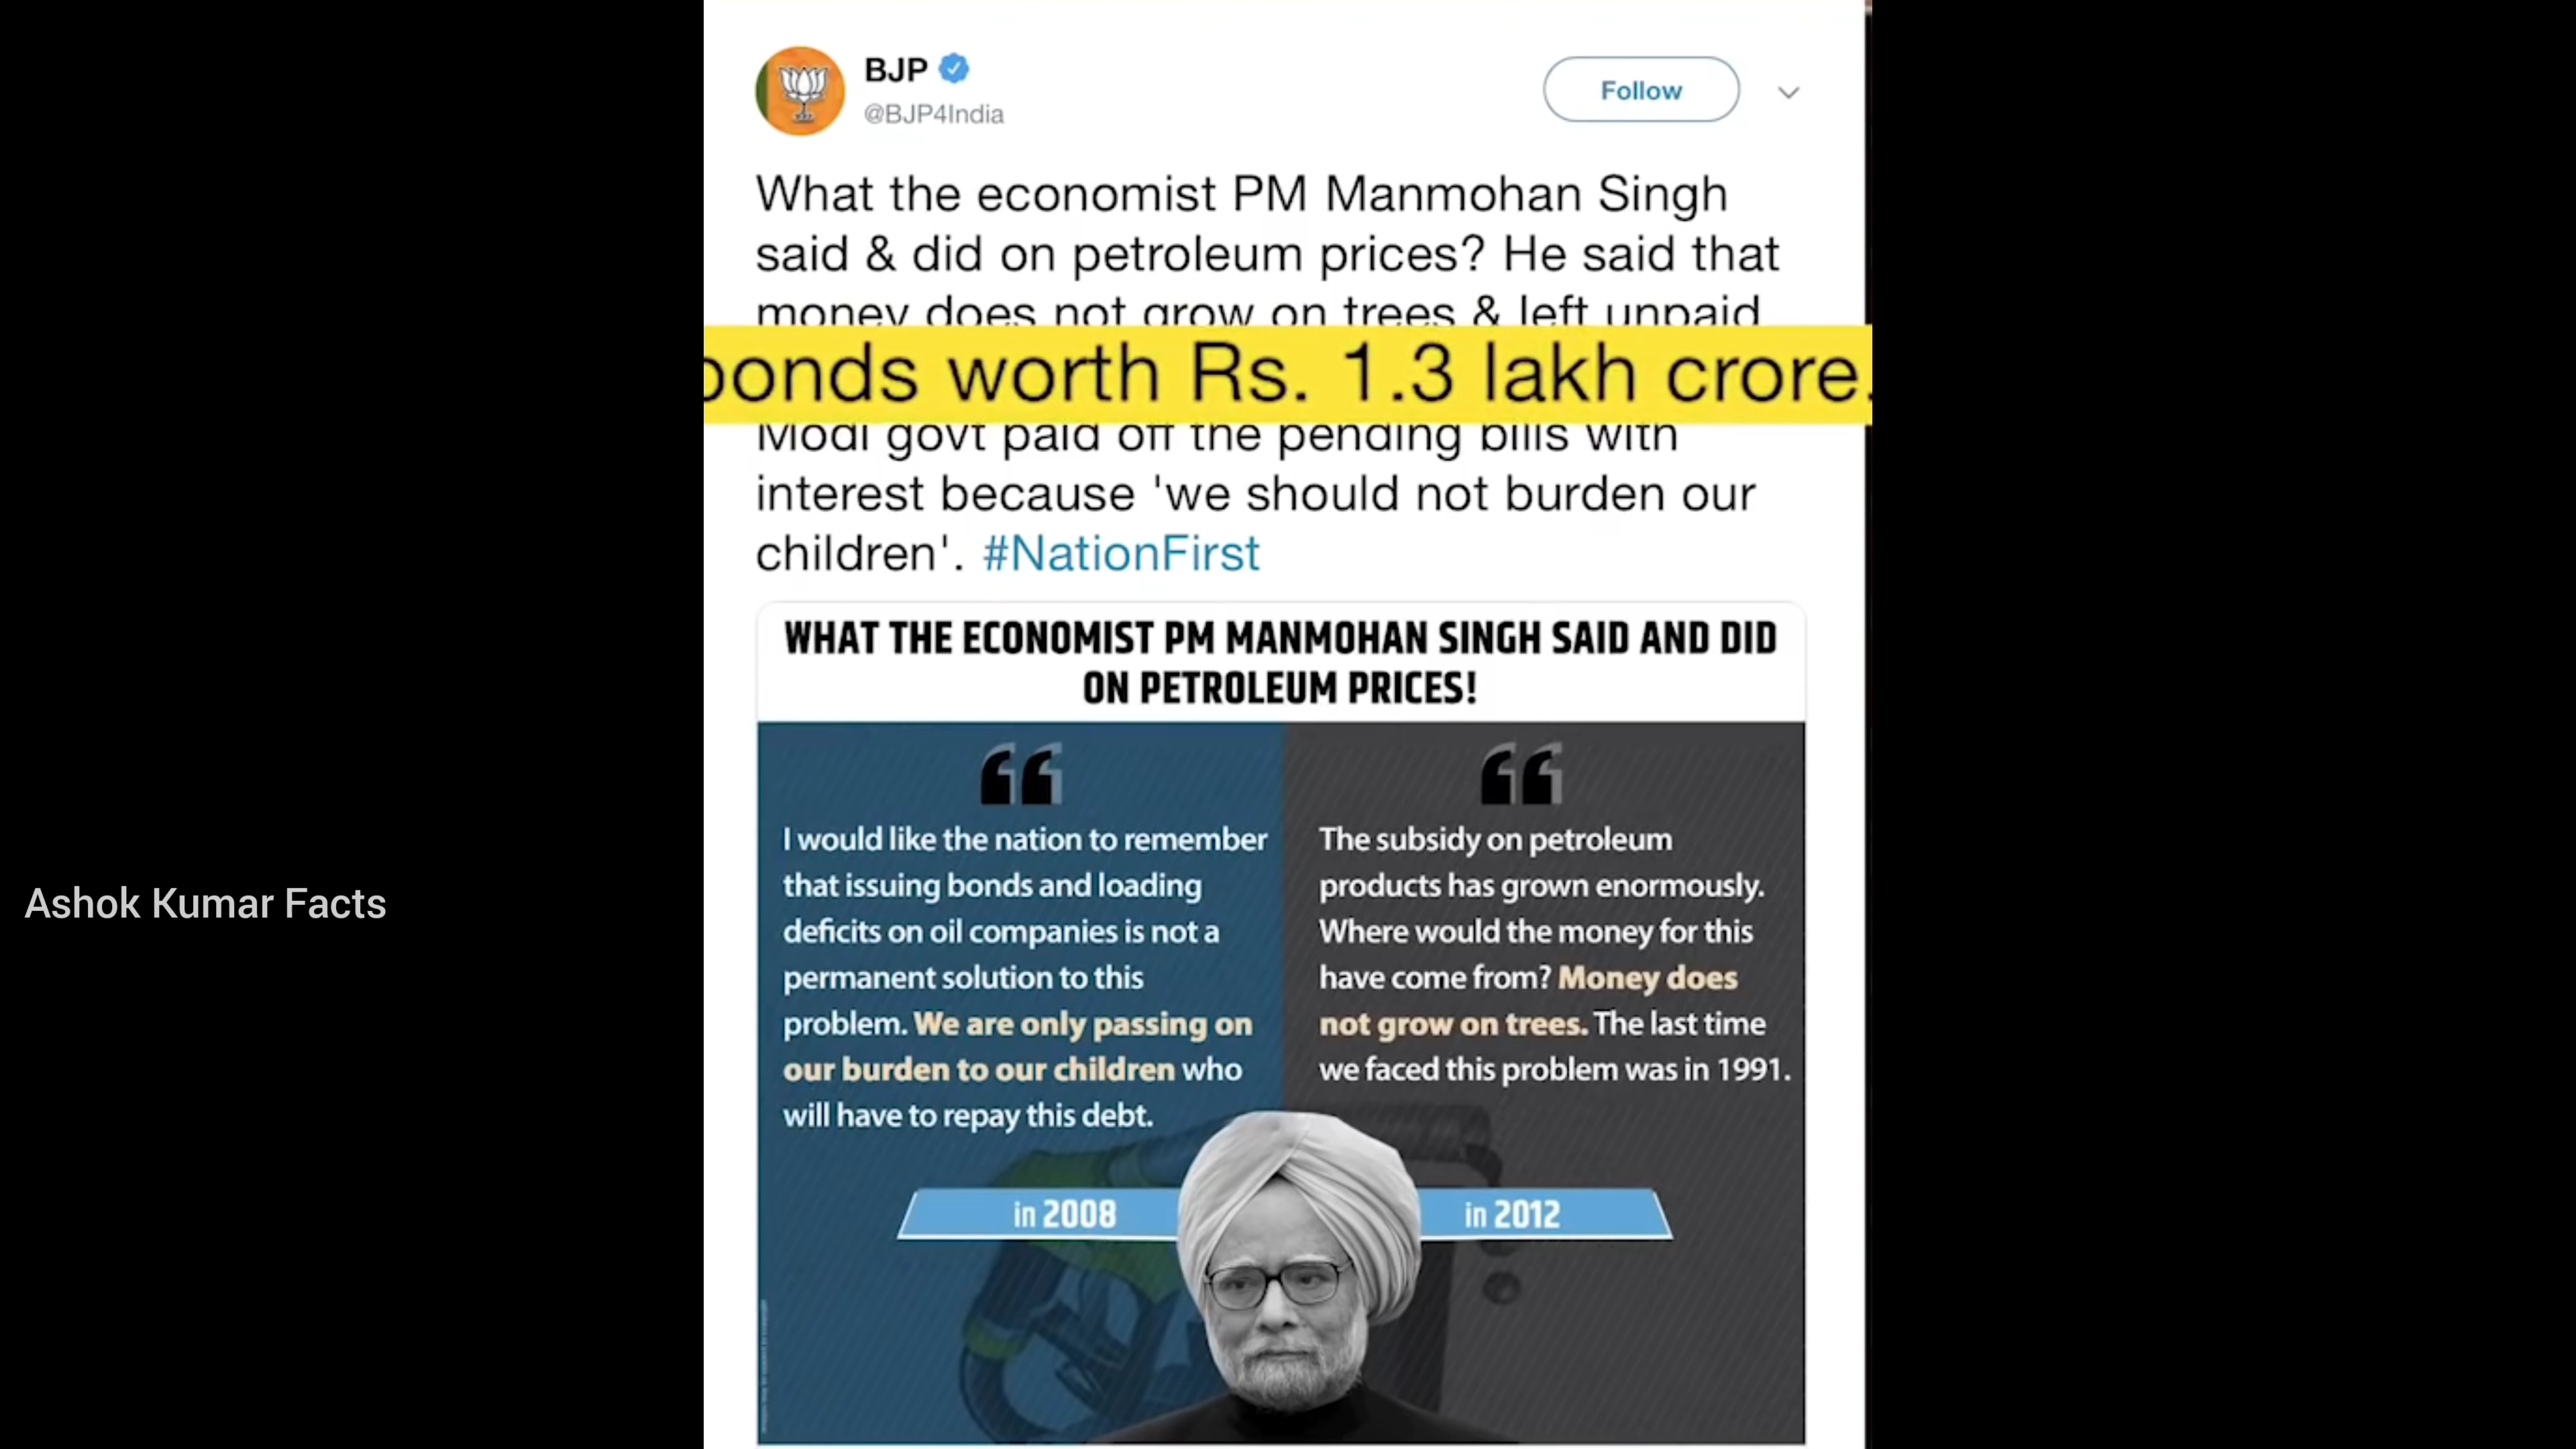 BJP
@BJP4India
Follow
What the economist PM Manmohan Singh
said & did on petroleum prices? He said that
money does not grow on trees & left unpaid
bonds worth Rs. 1.3 lakh crore.
Modi govt paid off the pending bills with
interest because 'we should not burden our
children'. #NationFirst
WHAT THE ECONOMIST PM MANMOHAN SINGH SAID AND DID
ON PETROLEUM PRICES!
I would like the nation to remember
that issuing bonds and loading
deficits on oil companies is not a
permanent solution to this
problem. We are only passing on
our burden to our children who
will have to repay this debt.
in 2008
The subsidy on petroleum
products has grown enormously.
Where would the money for this
have come from? Money does
not grow on trees. The last time
we faced this problem was in 1991.
in 2012
Ashok Kumar Facts